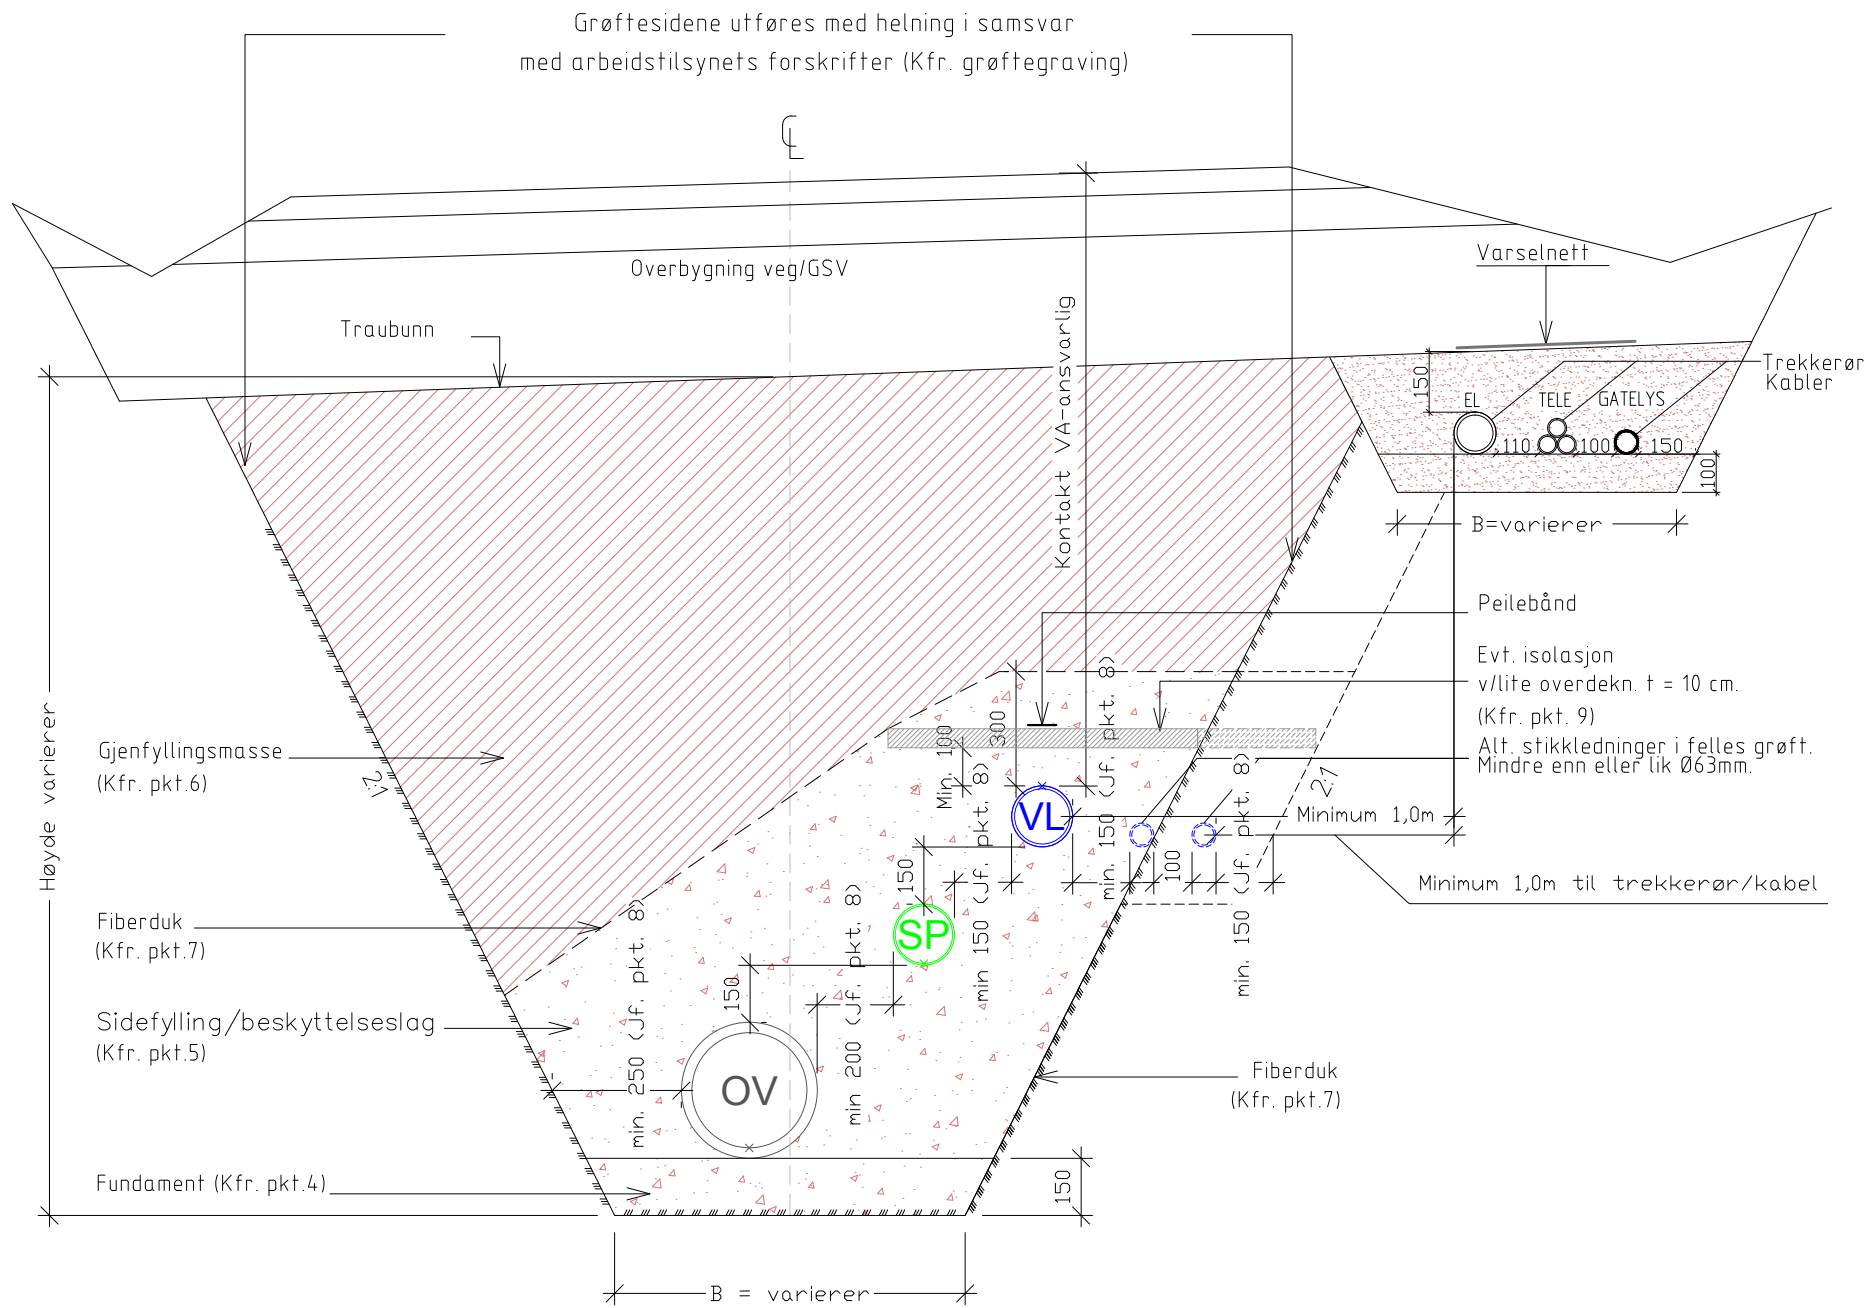 Grøftesidene utføres med helning i samsvar
med arbeidstilsynets forskrifter (Kfr. grøftegraving)
CL
Overbygning veg/GSV
Varselnett
Traubunn
Kontakt VA-ansvarlig
Trekkerør
Kabler
150
EL
TELE
GATELYS
110
100
150
100
B=varierer
Peilebånd
Evt. isolasjon
v/lite overdekn. t = 10 cm.
(Kfr. pkt. 9)
Alt. stikkledninger i felles grøft.
Mindre enn eller lik Ø63mm.
Høyde varierer
Gjenfyllingsmasse
(Kfr. pkt.6)
2:1
Min. 100
300
min. 150 (Jf. pkt. 8)
2:1
VL
Minimum 1,0m
150
min 150 (Jf. pkt. 8)
100
min. 150 (Jf. pkt. 8)
Minimum 1,0m til trekkerør/kabel
Fiberduk
(Kfr. pkt.7)
SP
min. 250 (Jf. pkt. 8)
150
min 200 (Jf. pkt. 8)
Sidefylling/beskyttelseslag
(Kfr. pkt.5)
OV
Fiberduk
(Kfr. pkt.7)
Fundament (Kfr. pkt.4)
150
B = varierer